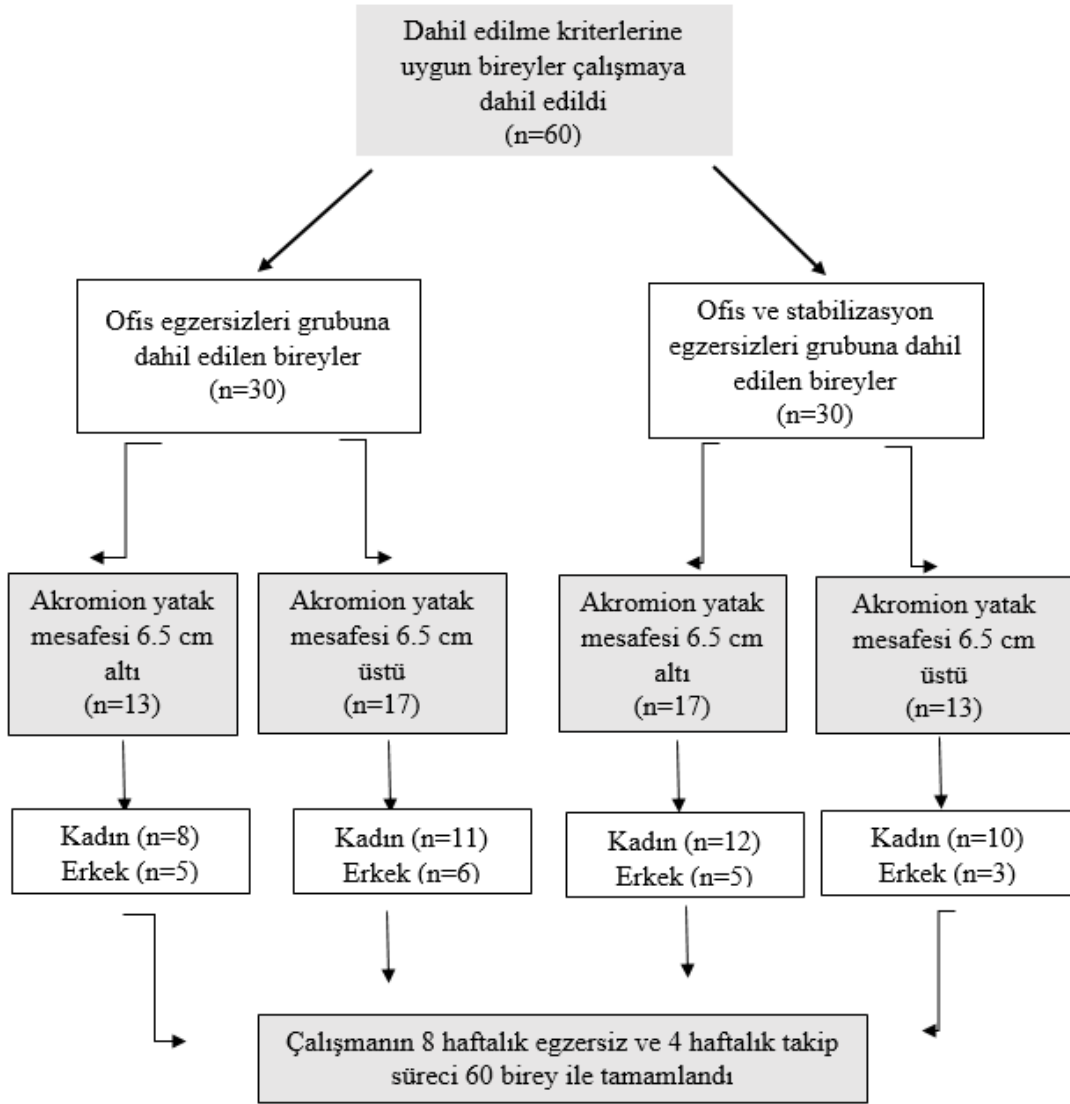 Dahil edilme kriterlerine
uygun bireyler çalışmaya
dahil edildi
(n=60)
Ofis egzersizleri grubuna
dahil edilen bireyler
(n=30)
Ofis ve stabilizasyon
egzersizleri grubuna dahil
edilen bireyler
(n=30)
Akromion yatak
mesafesi 6.5 cm
altı
(n=13)
Akromion yatak
mesafesi 6.5 cm
üstü
(n=17)
Akromion yatak
mesafesi 6.5 cm
altı
(n=17)
Akromion yatak
mesafesi 6.5 cm
üstü
(n=13)
Kadın (n=8)
Erkek (n=5)
Kadın (n=11)
Erkek (n=6)
Kadın (n=12)
Erkek (n=5)
Kadın (n=10)
Erkek (n=3)
Çalışmanın 8 haftalık egzersiz ve 4 haftalık takip
süreci 60 birey ile tamamlandı